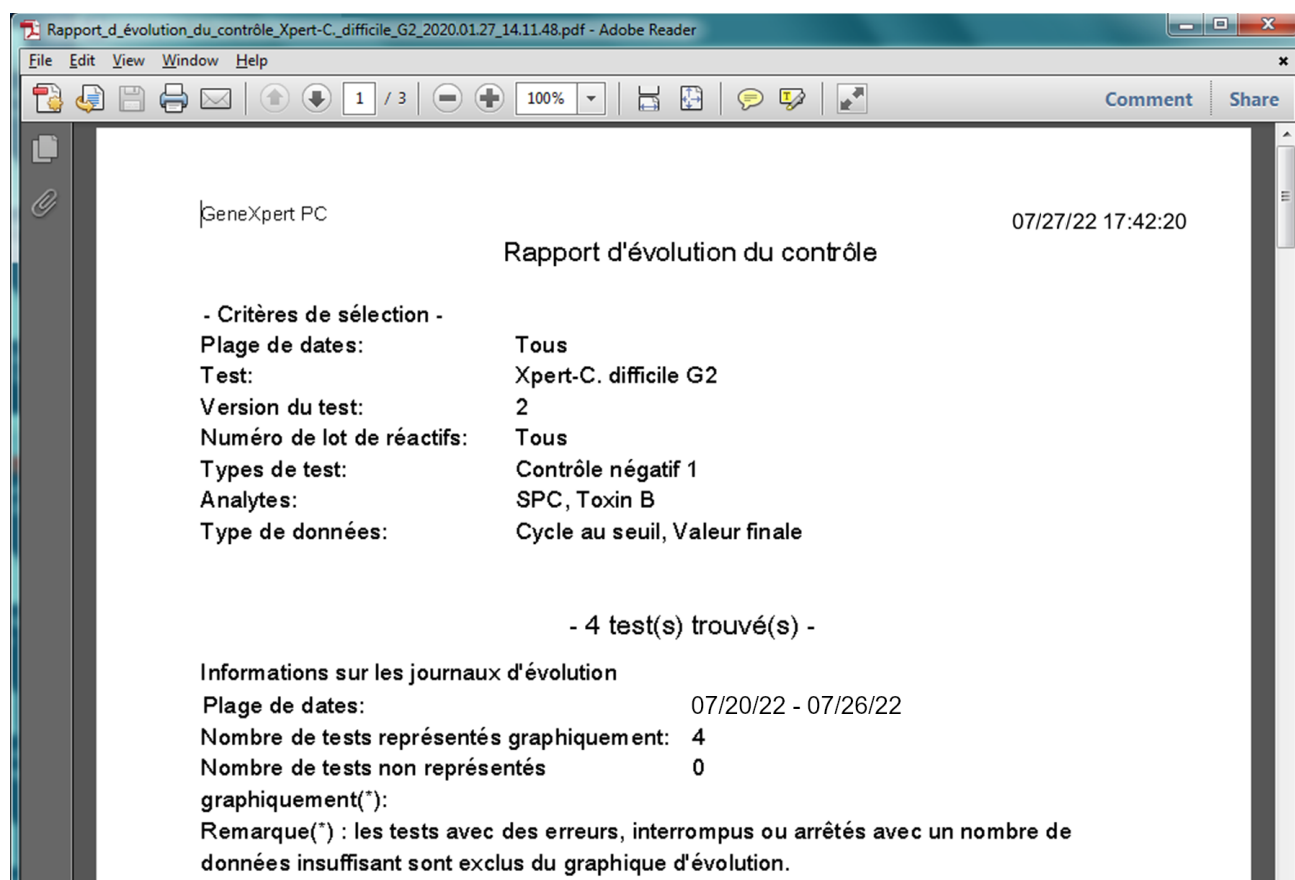 Rapport_d_évolution_du_contrôle_Xpert-C._difficile_G2_2020.01.27_14.11.48.pdf - Adobe Reader
File Edit View Window Help
1 / 3 100% Comment Share
GeneXpert PC 07/27/22 17:42:20
Rapport d'évolution du contrôle
- Critères de sélection -
Plage de dates: Tous
Test: Xpert-C. difficile G2
Version du test: 2
Numéro de lot de réactifs: Tous
Types de test: Contrôle négatif 1
Analytes: SPC, Toxin B
Type de données: Cycle au seuil, Valeur finale
- 4 test(s) trouvé(s) -
Informations sur les journaux d'évolution
Plage de dates: 07/20/22 - 07/26/22
Nombre de tests représentés graphiquement: 4
Nombre de tests non représentés 0
graphiquement(*):
Remarque(*) : les tests avec des erreurs, interrompus ou arrêtés avec un nombre de
données insuffisant sont exclus du graphique d'évolution.